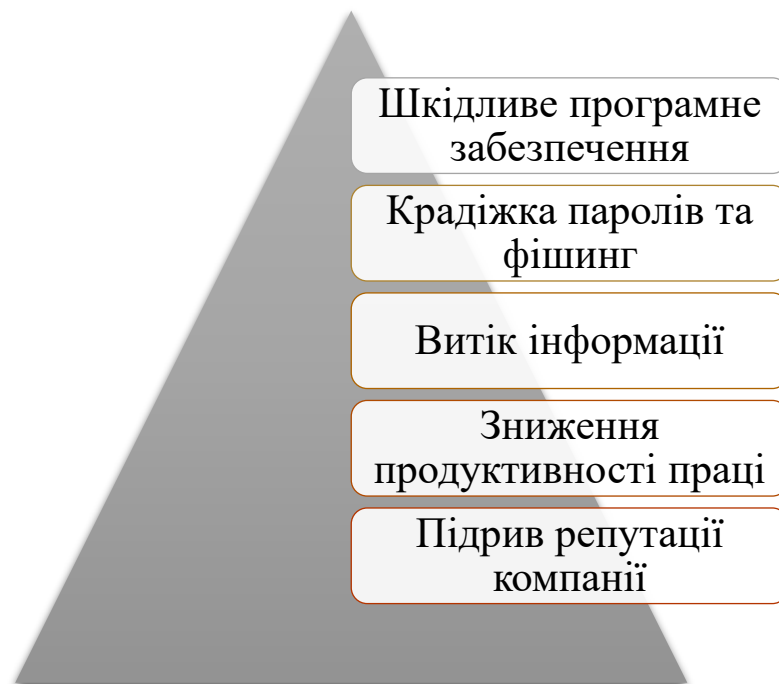 Шкідливе програмне
забезпечення
Крадіжка паролів та
фішинг
Витік інформації
Зниження
продуктивності праці
Підрив репутації
компанії